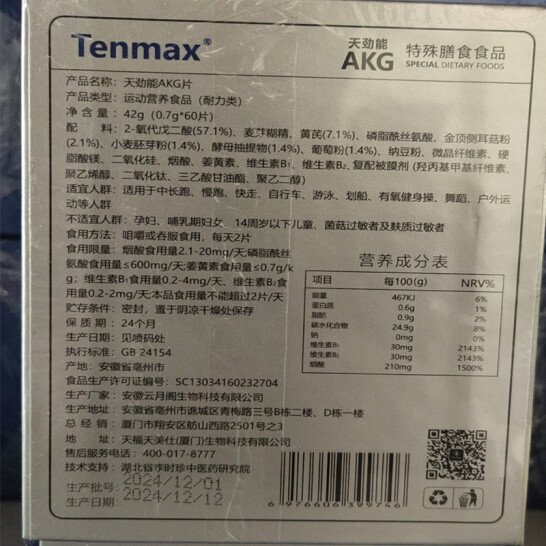 Tenmax®
天劲能
AKG
特殊膳食食品
SPECIAL DIETARY FOODS
产品名称：天劲能AKG片
产品类型：运动营养食品（耐力类）
净 含 量：42g（0.7g*60片）
配　　料：2-氧代戊二酸(57.1%)、麦芽糊精、黄芪(7.1%)、磷脂酰丝氨酸、金顶侧耳菇粉
(2.1%)、小麦胚芽粉(1.4%)、酵母抽提物(1.4%)、葡萄粉(1.4%)、纳豆粉、微晶纤维素、硬
脂酸镁、二氧化硅、烟酸、姜黄素、维生素B₁、维生素B₂、复配被膜剂 (羟丙基甲基纤维素、
聚乙烯醇、二氧化钛、三乙酸甘油酯、聚乙二醇）
适宜人群：适用于中长跑、慢跑、快走、自行车、游泳、划船、有氧健身操、舞蹈、户外运
动等人群
不适宜人群：孕妇、哺乳期妇女、14周岁以下儿童、菌菇过敏者及麸质过敏者
食用方法：咀嚼或吞服食用，每天2片
食用限量：烟酸食用量2.1-20mg/天;磷脂酰丝
氨酸食用量≤600mg/天;姜黄素食用量≤0.7g/k
g；维生素B₁食用量0.2-4mg/天、维生素B₂食
用量0.2-2mg/天;本品食用量不能超过2片/天
贮存条件：密封，置于阴凉干燥处保存
保 质 期：24个月
生产日期：见喷码处
执行标准：GB 24154
产地：安徽省亳州市
食品生产许可证编号：SC13034160232704
生产厂家：安徽云月阁生物科技有限公司
生产地址：安徽省亳州市谯城区青梅路三号B栋二楼、D栋一楼
总 经 销：厦门市翔安区舫山西路2501号
地　　址：天福天美仕(厦门)生物科技有限公司
售后服务电话：400-017-8777
技术支持：湖北省李时珍中医药研究院
生产批号：2024/12/01
生产日期：2024/12/12
营养成分表
项目 每100(g) NRV%
能量 467KJ 6%
蛋白质 0.6g 1%
脂肪 0.9g 2%
碳水化合物 24.9g 8%
钠 0mg 0%
维生素B₁ 30mg 2143%
维生素B₂ 30mg 2143%
烟酸 210mg 1500%
6 976606 399746